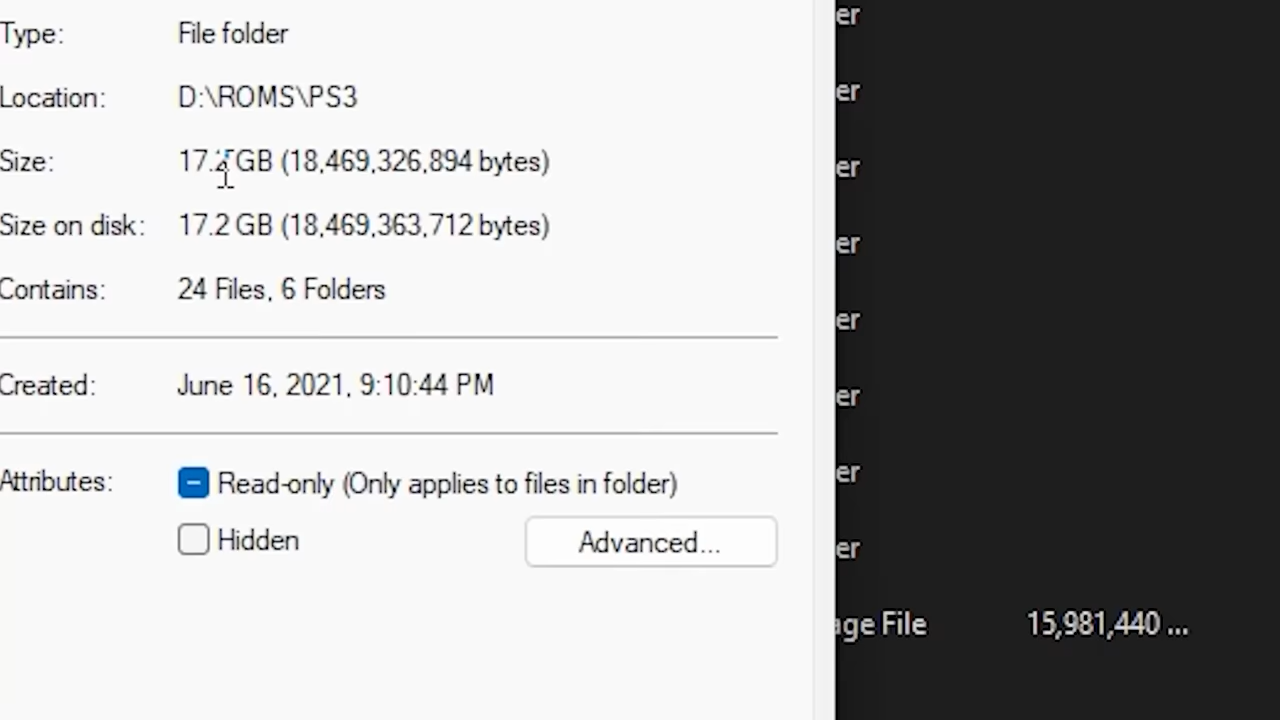 Type: File folder er
Location: D:\ROMS\PS3 er
Size: 17.2 GB (18,469,326,894 bytes) er
Size on disk: 17.2 GB (18,469,363,712 bytes) er
Contains: 24 Files, 6 Folders er
Created: June 16, 2021, 9:10:44 PM er
Attributes: Read-only (Only applies to files in folder) er
Hidden Advanced... er
age File 15,981,440 ...